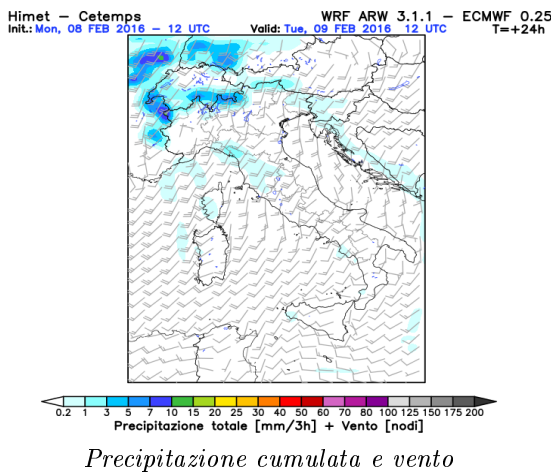 Himet – Cetemps WRF ARW 3.1.1 – ECMWF 0.25
Init.: Mon, 08 FEB 2016 – 12 UTC Valid: Tue, 09 FEB 2016 12 UTC T=+24h
0.2 1 3 5 7 10 15 20 25 30 40 50 60 70 80 100 125 150 175 200
Precipitazione totale [mm/3h] + Vento [nodi]
Precipitazione cumulata e vento